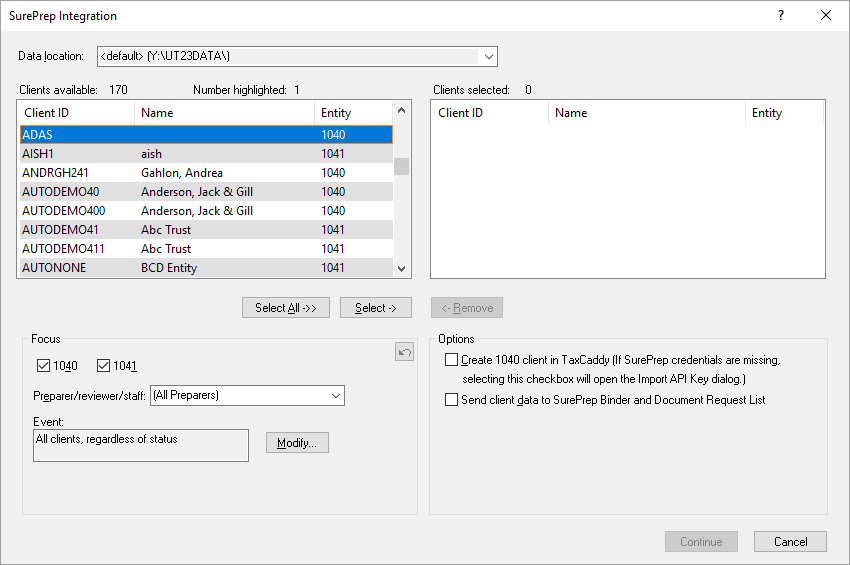 SurePrep Integration ?
Data location: <default> (Y:\UT23DATA\)
Clients available: 170 Number highlighted: 1 Clients selected: 0
Client ID Name Entity Client ID Name Entity
ADAS 1040
AISH1 aish 1041
ANDRGH241 Gahlon, Andrea 1040
AUTODEMO40 Anderson, Jack & Gill 1040
AUTODEMO400 Anderson, Jack & Gill 1040
AUTODEMO41 Abc Trust 1041
AUTODEMO411 Abc Trust 1041
AUTONONE BCD Entity 1041
Select All ->> Select -> <- Remove
Focus
1040 1041
Preparer/reviewer/staff: (All Preparers)
Event:
All clients, regardless of status
Modify...
Options
Create 1040 client in TaxCaddy (If SurePrep credentials are missing,
selecting this checkbox will open the Import API Key dialog.)
Send client data to SurePrep Binder and Document Request List
Continue Cancel